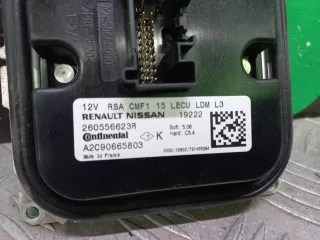 12V RSA CMF1 15 LECU LDM L3
RENAULT NISSAN 19222
260556623R Soft : 5.06
Continental K Hard : C5.4
A2C90665803
Made in France